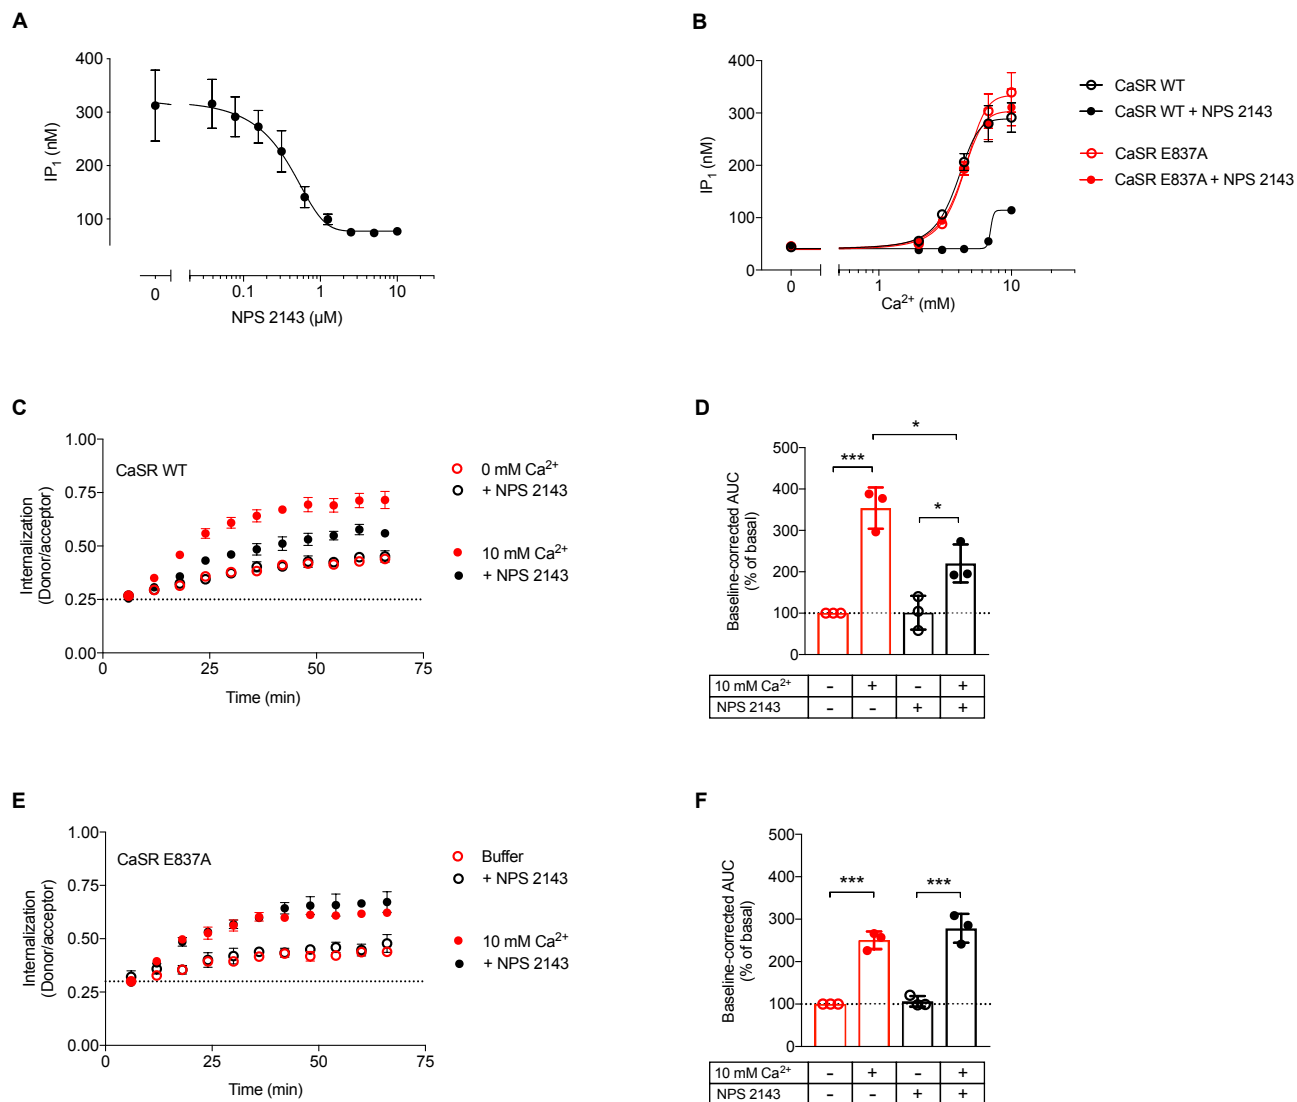 A
400
300
200
100
IP1 (nM)
0
0.1
1
10
NPS 2143 (µM)
B
400
300
200
100
0
IP1 (nM)
0
1
10
Ca2+ (mM)
CaSR WT
CaSR WT + NPS 2143
CaSR E837A
CaSR E837A + NPS 2143
C
1.00
0.75
0.50
0.25
0.00
Internalization
(Donor/acceptor)
CaSR WT
0
25
50
75
Time (min)
0 mM Ca2+
+ NPS 2143
10 mM Ca2+
+ NPS 2143
D
500
400
300
200
100
0
Baseline-corrected AUC
(% of basal)
***
*
*
10 mM Ca2+ - + - +
NPS 2143 - - + +
E
1.00
0.75
0.50
0.25
0.00
Internalization
(Donor/acceptor)
CaSR E837A
0
25
50
75
Time (min)
Buffer
+ NPS 2143
10 mM Ca2+
+ NPS 2143
F
500
400
300
200
100
0
Baseline-corrected AUC
(% of basal)
***
***
10 mM Ca2+ - + - +
NPS 2143 - - + +